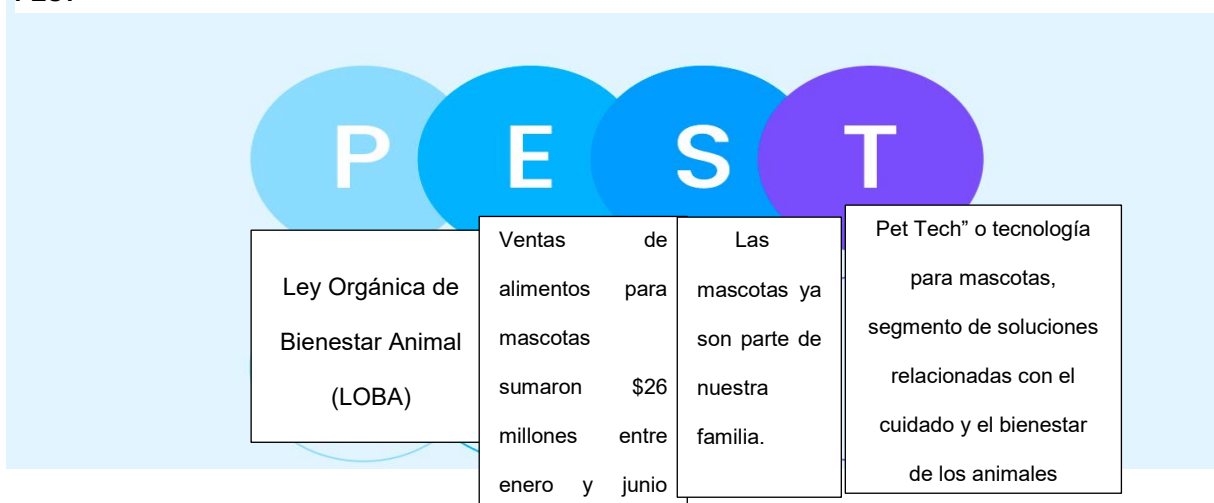 P E S T
Ley Orgánica de
Bienestar Animal
(LOBA)
Ventas de
alimentos para
mascotas
sumaron $26
millones entre
enero y junio
Las
mascotas ya
son parte de
nuestra
familia.
Pet Tech” o tecnología
para mascotas,
segmento de soluciones
relacionadas con el
cuidado y el bienestar
de los animales